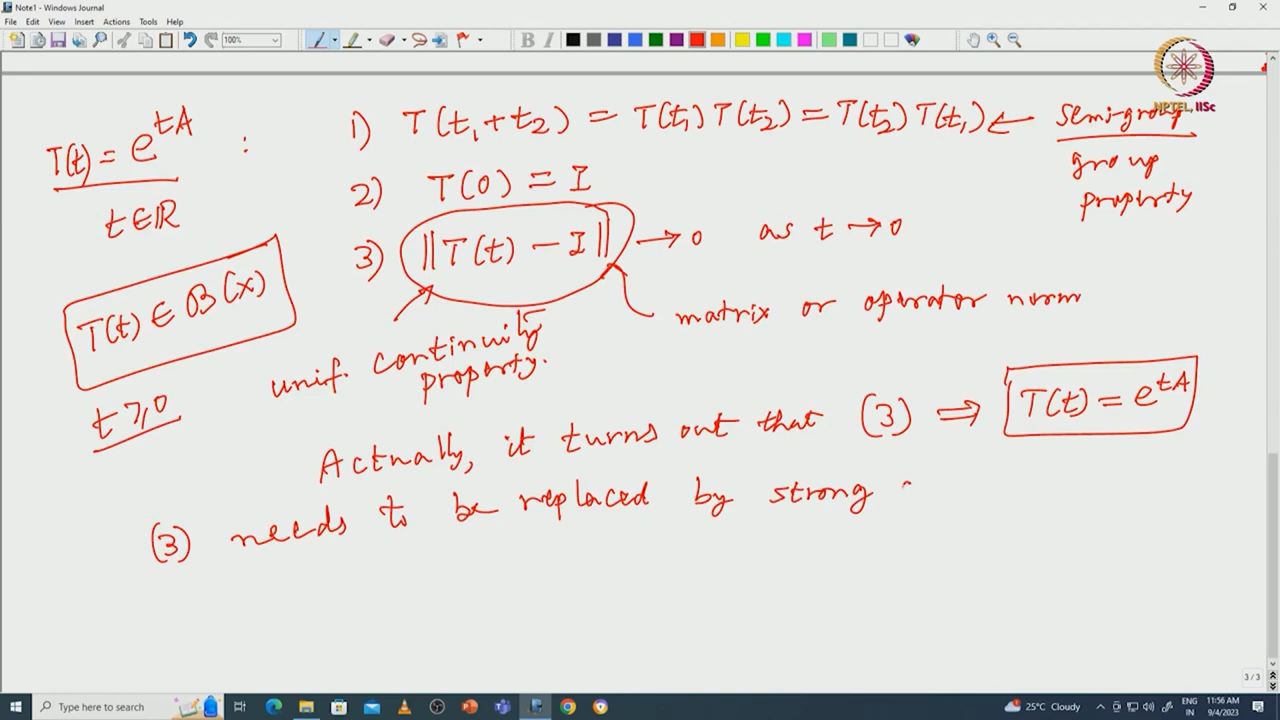 Note1 - Windows Journal
File Edit View Insert Actions Tools Help
100%
NPTEL, IISc
T(t) = e^{tA} :
t ∈ ℝ
1) T(t₁+t₂) = T(t₁) T(t₂) = T(t₂) T(t₁) ← Semi-group
group
property
2) T(0) = I
3) ||T(t) − I|| → 0 as t → 0
matrix or operator norm
unif. continuity
property.
T(t) ∈ B(X)
t ≥ 0
Actually, it turns out that (3) ⇒ T(t) = e^{tA}
(3) needs to be replaced by strong
3 / 3
Type here to search
25°C Cloudy
ENG
IN
11:56 AM
9/4/2023